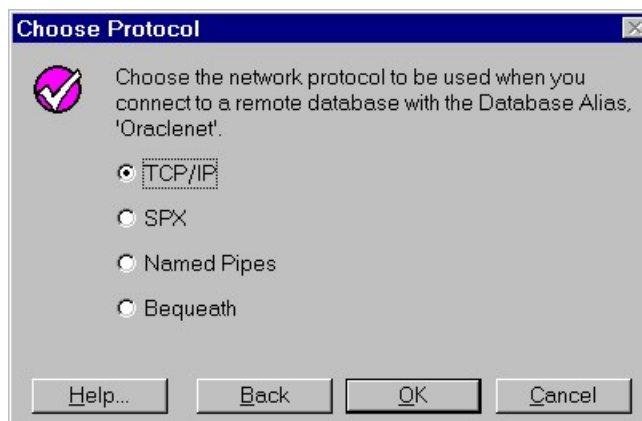 Choose Protocol
Choose the network protocol to be used when you
connect to a remote database with the Database Alias,
'Oraclenet'.
TCP/IP
SPX
Named Pipes
Bequeath
Help... Back OK Cancel